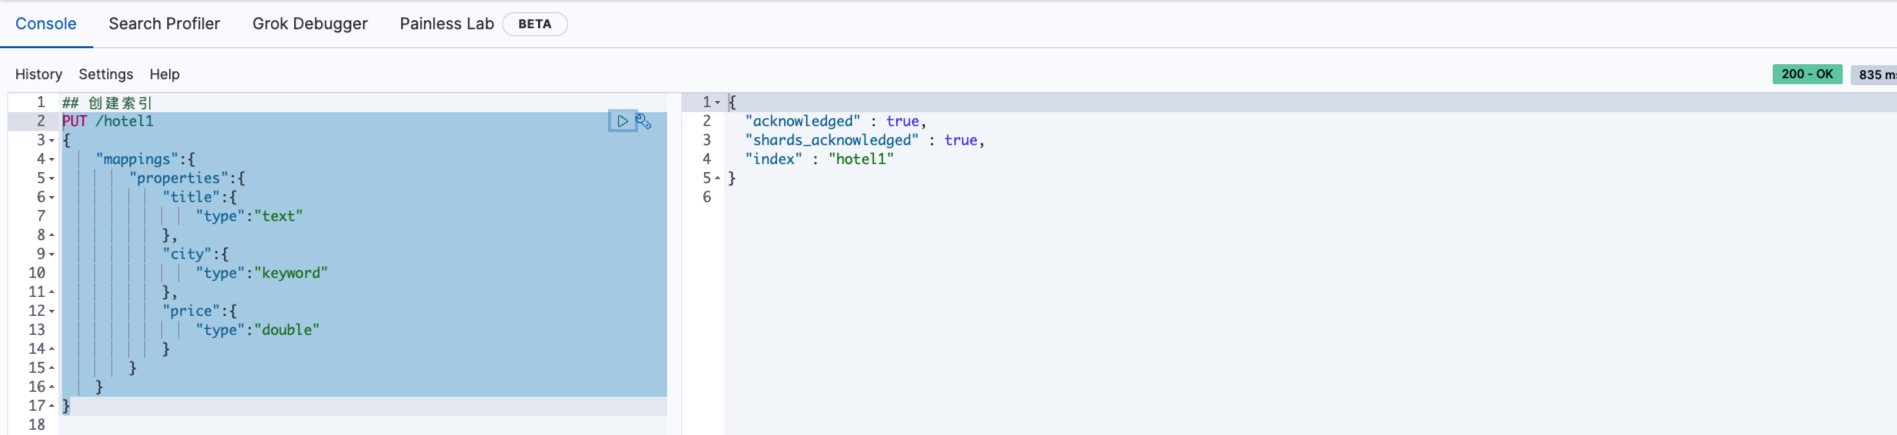 Console Search Profiler Grok Debugger Painless Lab BETA
History Settings Help 200 - OK 835 ms
1 ## 创建索引
2 PUT /hotel1
3 {
4 "mappings":{
5 "properties":{
6 "title":{
7 "type":"text"
8 },
9 "city":{
10 "type":"keyword"
11 },
12 "price":{
13 "type":"double"
14 }
15 }
16 }
17 }
18
1 {
2 "acknowledged" : true,
3 "shards_acknowledged" : true,
4 "index" : "hotel1"
5 }
6